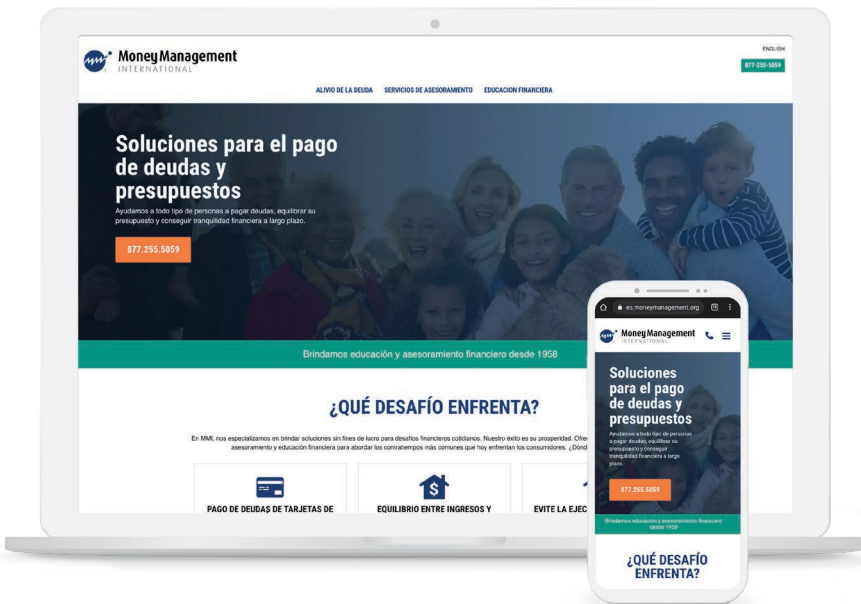 Money Management
INTERNATIONAL
ENGLISH
877-255-5059
ALIVIO DE LA DEUDA SERVICIOS DE ASESORAMIENTO EDUCACION FINANCIERA
Soluciones para el pago
de deudas y
presupuestos
Ayudamos a todo tipo de personas a pagar deudas, equilibrar su
presupuesto y conseguir tranquilidad financiera a largo plazo.
877.255.5059
Brindamos educación y asesoramiento financiero desde 1958
¿QUÉ DESAFÍO ENFRENTA?
En MMI, nos especializamos en brindar soluciones sin fines de lucro para desafíos financieros cotidianos. Nuestro éxito es su prosperidad.
asesoramiento y educación financiera para abordar los contratiempos más comunes que hoy enfrentan los consumidores.
PAGO DE DEUDAS DE TARJETAS DE
EQUILIBRIO ENTRE INGRESOS Y
EVITE LA
es.moneymanagement.org
Money Management
INTERNATIONAL
Soluciones
para el pago
de deudas y
presupuestos
Ayudamos a todo tipo de personas
a pagar deudas, equilibrar su
presupuesto y conseguir
tranquilidad financiera a largo
plazo.
877.255.5059
Brindamos educación y asesoramiento financiero
desde 1958
¿QUÉ DESAFÍO
ENFRENTA?